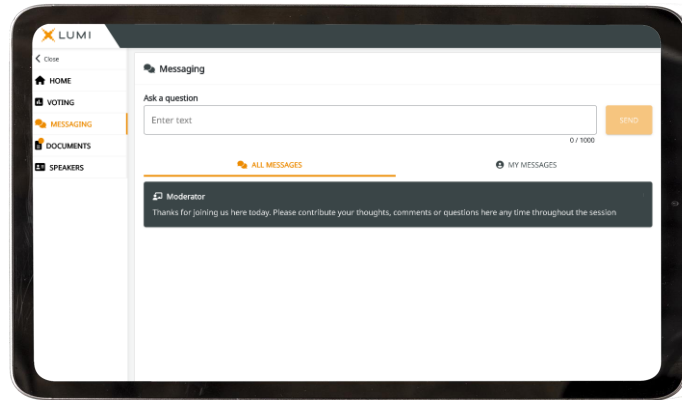 LUMI
Close
HOME
VOTING
MESSAGING
DOCUMENTS
SPEAKERS
Messaging
Ask a question
Enter text
SEND
0 / 1000
ALL MESSAGES
MY MESSAGES
Moderator
Thanks for joining us here today. Please contribute your thoughts, comments or questions here any time throughout the session